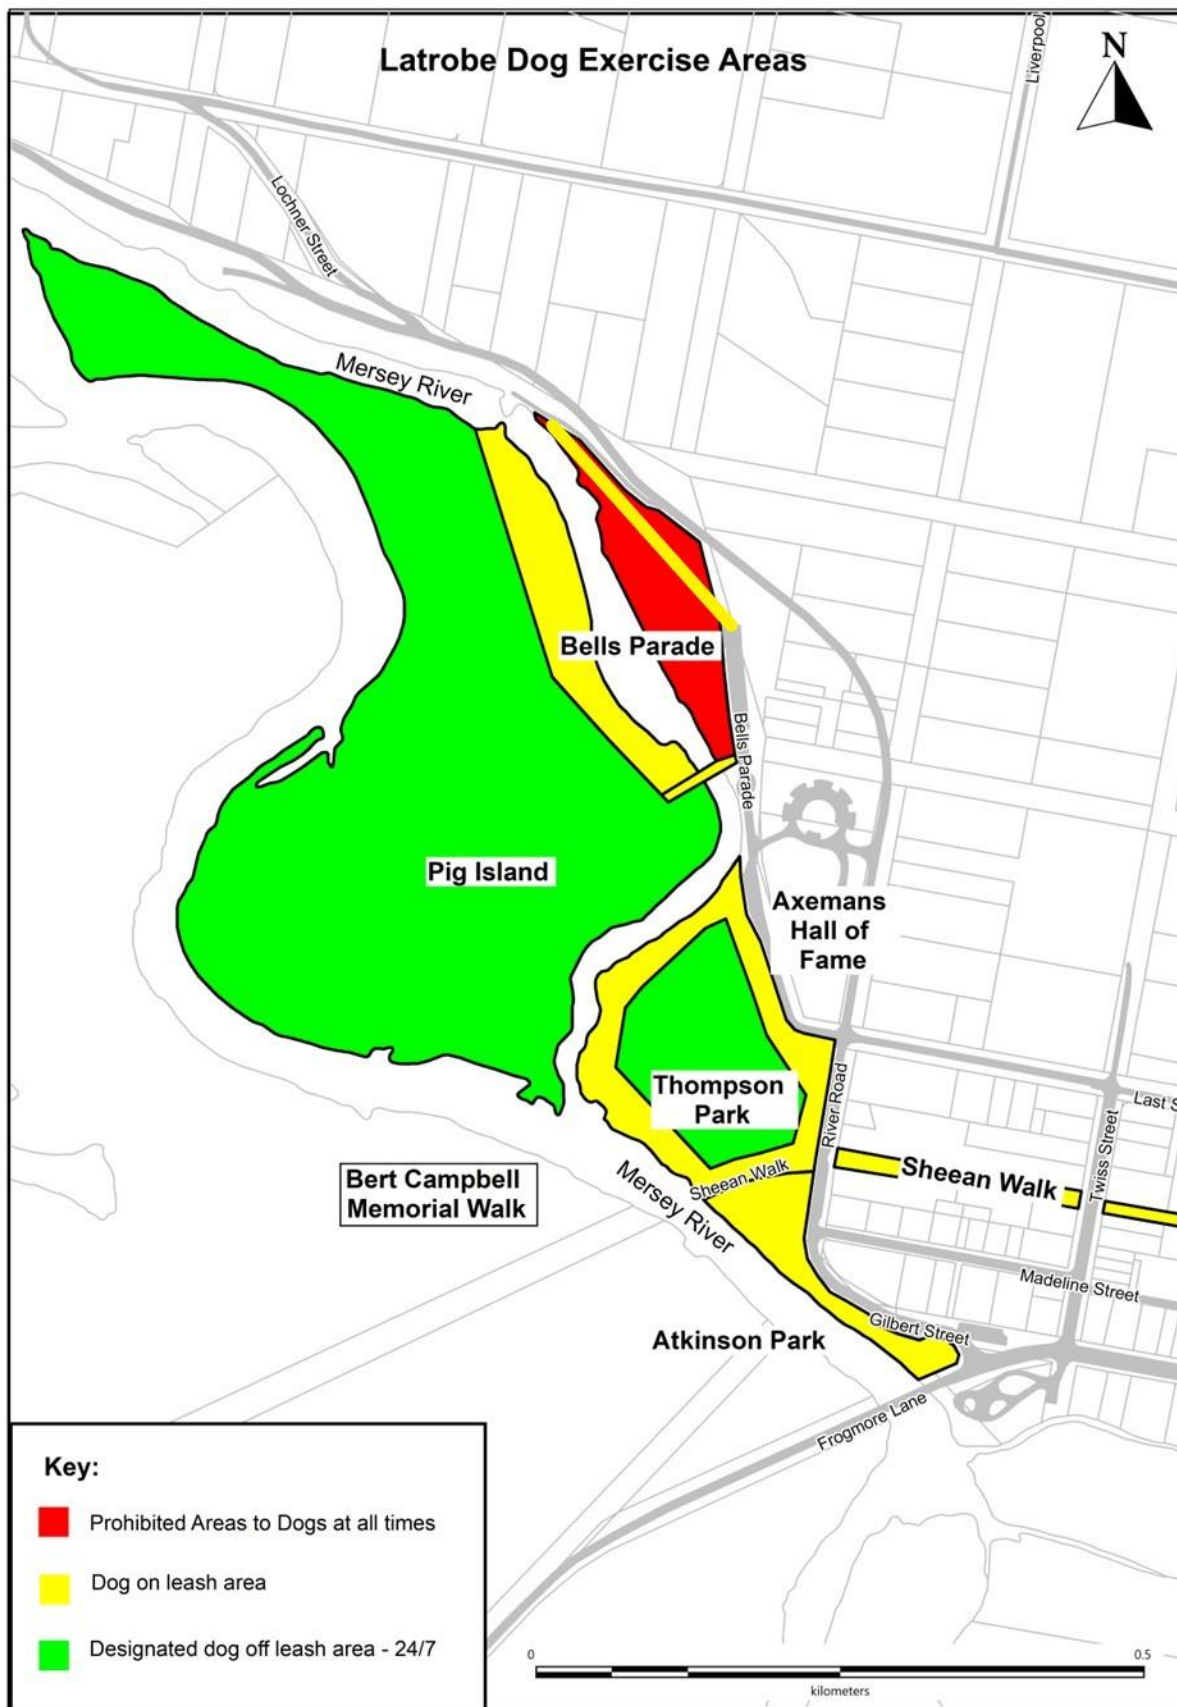 Latrobe Dog Exercise Areas
N
Liverpool
Lochner Street
Mersey River
Bells Parade
Bells Parade
Pig Island
Axemans
Hall of
Fame
Thompson
Park
River Road
Last S
Twiss Street
Sheean Walk
Sheean Walk
Bert Campbell
Memorial Walk
Mersey River
Madeline Street
Gilbert Street
Atkinson Park
Frogmore Lane
Key:
Prohibited Areas to Dogs at all times
Dog on leash area
Designated dog off leash area - 24/7
0
0.5
kilometers